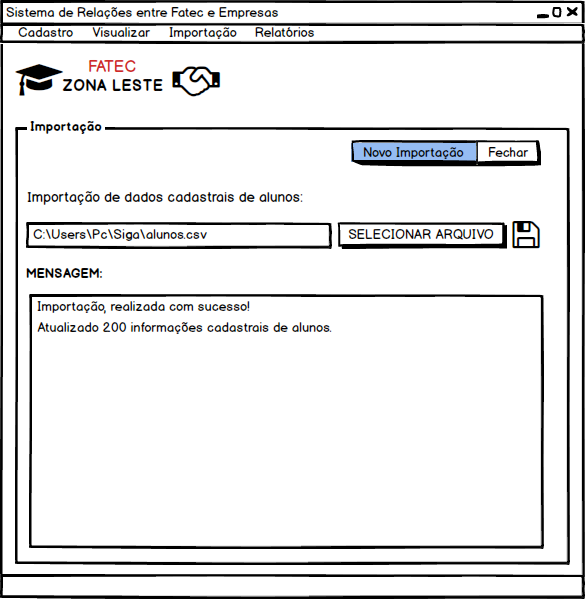 Sistema de Relações entre Fatec e Empresas
Cadastro Visualizar Importação Relatórios
FATEC
ZONA LESTE
Importação
Novo Importação Fechar
Importação de dados cadastrais de alunos:
C:\Users\Pc\Siga\alunos.csv SELECIONAR ARQUIVO
MENSAGEM:
Importação, realizada com sucesso!
Atualizado 200 informações cadastrais de alunos.